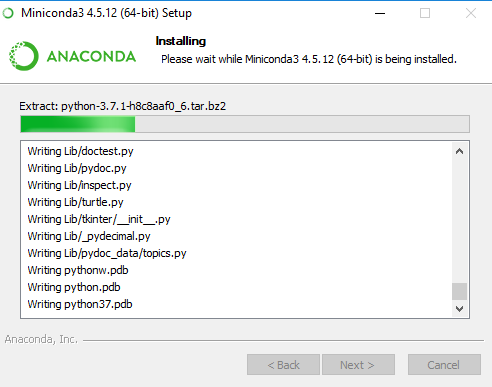 Miniconda3 4.5.12 (64-bit) Setup
ANACONDA
Installing
Please wait while Miniconda3 4.5.12 (64-bit) is being installed.
Extract: python-3.7.1-h8c8aaf0_6.tar.bz2
Writing Lib/doctest.py
Writing Lib/pydoc.py
Writing Lib/inspect.py
Writing Lib/turtle.py
Writing Lib/tkinter/__init__.py
Writing Lib/_pydecimal.py
Writing Lib/pydoc_data/topics.py
Writing pythonw.pdb
Writing python.pdb
Writing python37.pdb
Anaconda, Inc.
< Back Next > Cancel